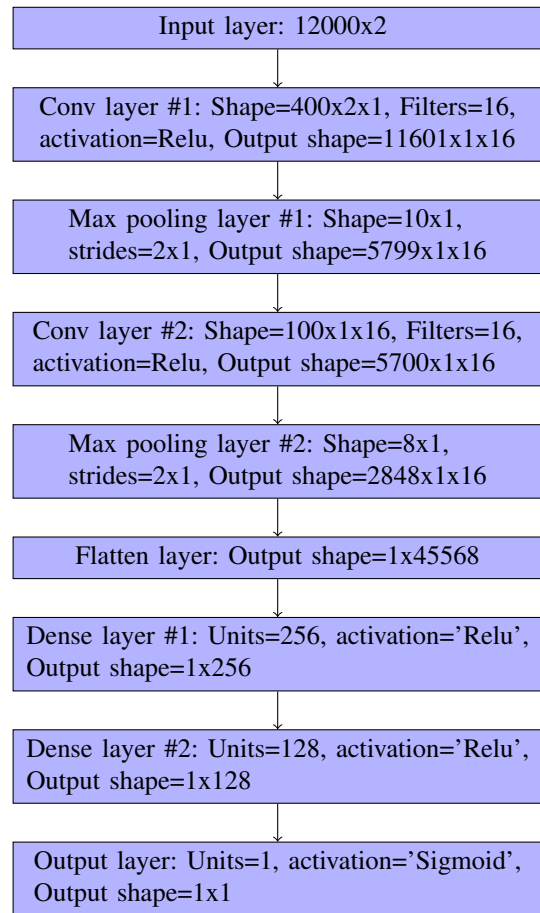 Input layer: 12000x2
Conv layer #1: Shape=400x2x1, Filters=16,
activation=Relu, Output shape=11601x1x16
Max pooling layer #1: Shape=10x1,
strides=2x1, Output shape=5799x1x16
Conv layer #2: Shape=100x1x16, Filters=16,
activation=Relu, Output shape=5700x1x16
Max pooling layer #2: Shape=8x1,
strides=2x1, Output shape=2848x1x16
Flatten layer: Output shape=1x45568
Dense layer #1: Units=256, activation=’Relu’,
Output shape=1x256
Dense layer #2: Units=128, activation=’Relu’,
Output shape=1x128
Output layer: Units=1, activation=’Sigmoid’,
Output shape=1x1